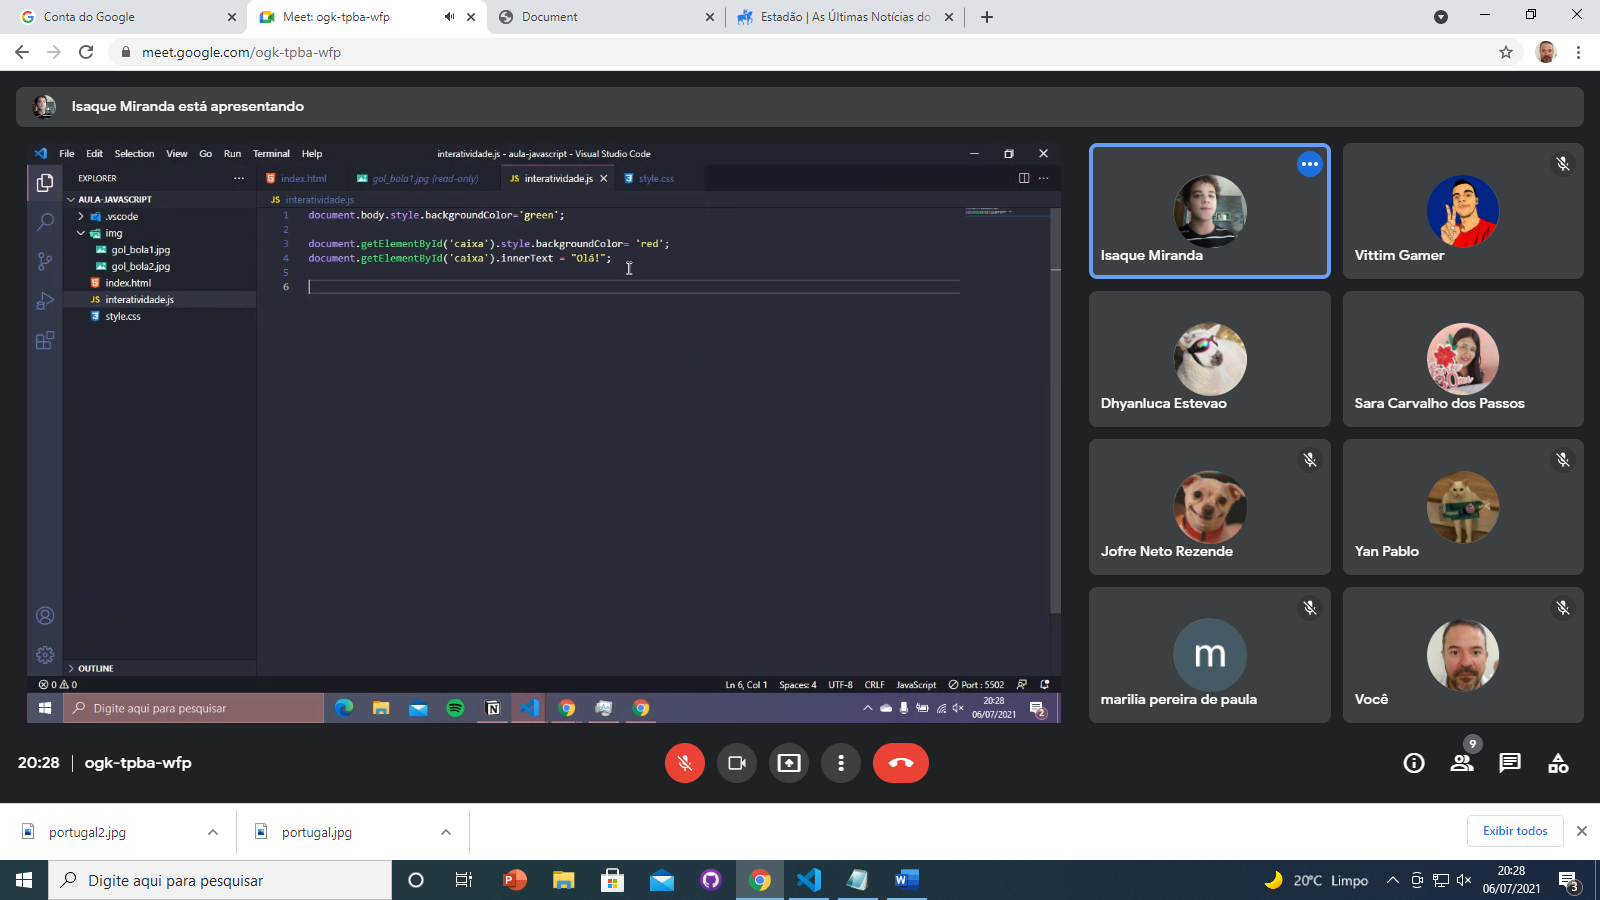 Conta do Google
Meet: ogk-tpba-wfp
Document
Estadão | As Últimas Notícias do
meet.google.com/ogk-tpba-wfp
Isaque Miranda está apresentando
File Edit Selection View Go Run Terminal Help
interatividade.js - aula-javascript - Visual Studio Code
EXPLORER
index.html
gol_bola1.jpg (read-only)
JS interatividade.js
style.css
AULA-JAVASCRIPT
.vscode
img
gol_bola1.jpg
gol_bola2.jpg
index.html
JS interatividade.js
style.css
JS interatividade.js
1 document.body.style.backgroundColor='green';
2
3 document.getElementById('caixa').style.backgroundColor= 'red';
4 document.getElementById('caixa').innerText = "Olá!";
5
6
OUTLINE
0 0
Ln 6, Col 1 Spaces: 4 UTF-8 CRLF JavaScript Port : 5502
Digite aqui para pesquisar
20:28
06/07/2021
2
Isaque Miranda
Vittim Gamer
Dhyanluca Estevao
Sara Carvalho dos Passos
Jofre Neto Rezende
Yan Pablo
m
marilia pereira de paula
Você
20:28 | ogk-tpba-wfp
9
portugal2.jpg
portugal.jpg
Exibir todos
Digite aqui para pesquisar
20°C Limpo
20:28
06/07/2021
3